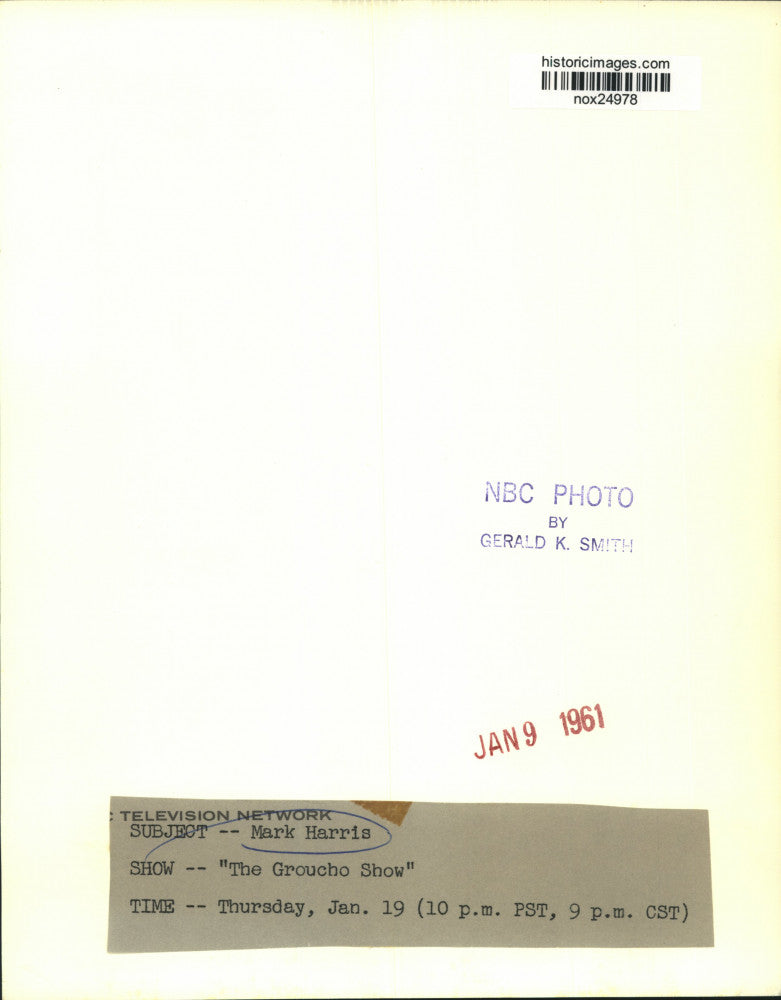 historicimages.com
nox24978
NBC PHOTO
BY
GERALD K. SMITH
JAN 9 1961
TELEVISION NETWORK
SUBJECT -- Mark Harris
SHOW -- "The Groucho Show"
TIME -- Thursday, Jan. 19 (10 p.m. PST, 9 p.m. CST)